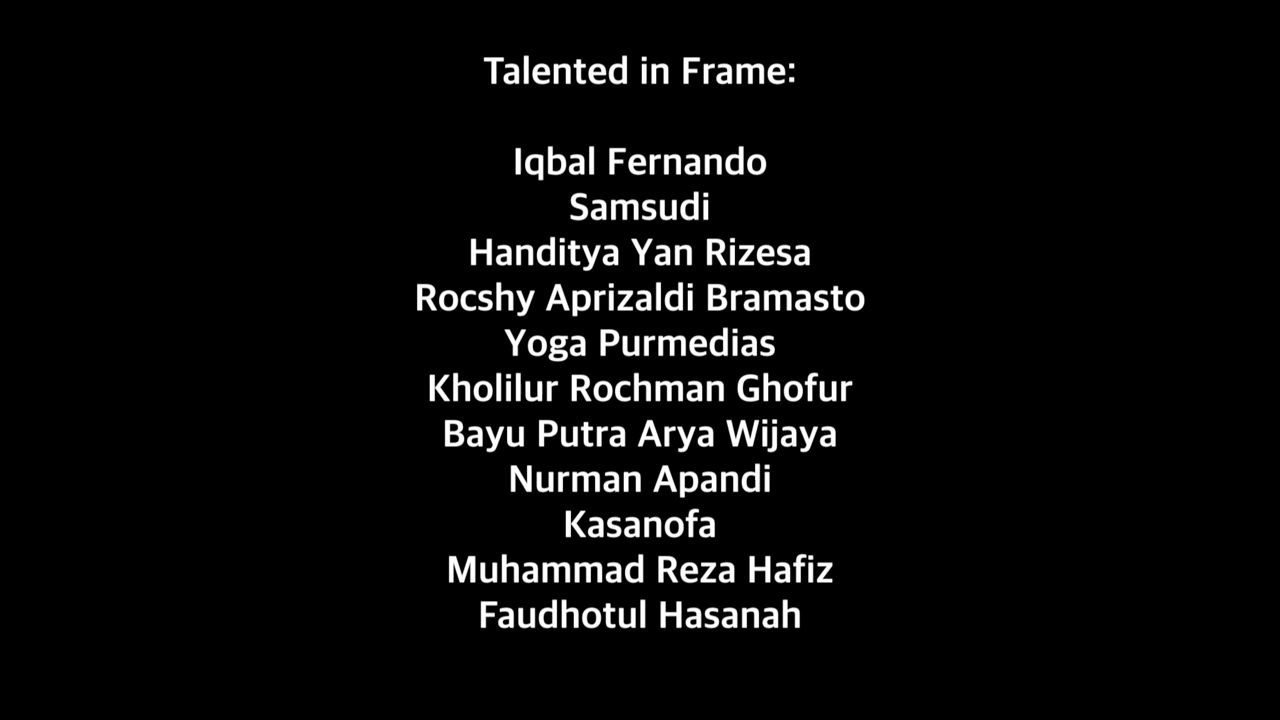 Talented in Frame:
Iqbal Fernando
Samsudi
Handitya Yan Rizesa
Rocshy Aprizaldi Bramasto
Yoga Purmedias
Kholilur Rochman Ghofur
Bayu Putra Arya Wijaya
Nurman Apandi
Kasanofa
Muhammad Reza Hafiz
Faudhotul Hasanah